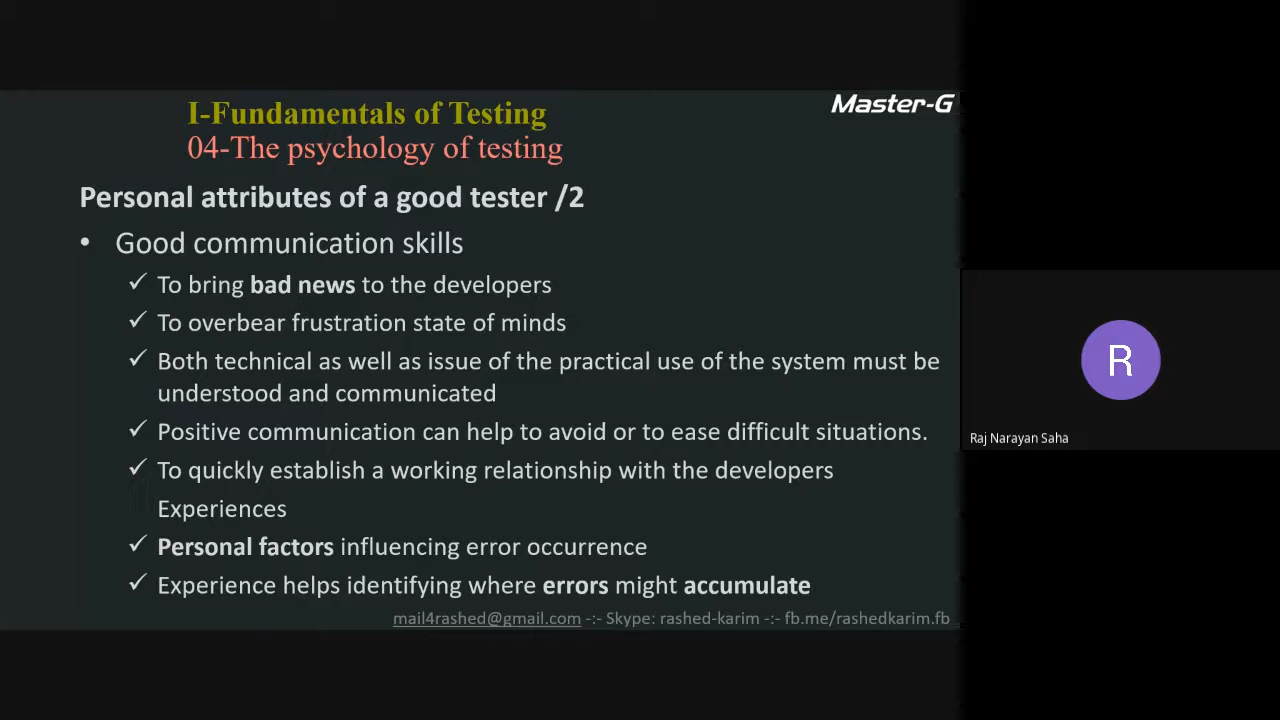 I-Fundamentals of Testing
Master-G
04-The psychology of testing
Personal attributes of a good tester /2
• Good communication skills
✓ To bring bad news to the developers
✓ To overbear frustration state of minds
✓ Both technical as well as issue of the practical use of the system must be
understood and communicated
✓ Positive communication can help to avoid or to ease difficult situations.
✓ To quickly establish a working relationship with the developers
Experiences
✓ Personal factors influencing error occurrence
✓ Experience helps identifying where errors might accumulate
mail4rashed@gmail.com -:- Skype: rashed-karim -:- fb.me/rashedkarim.fb
R
Raj Narayan Saha